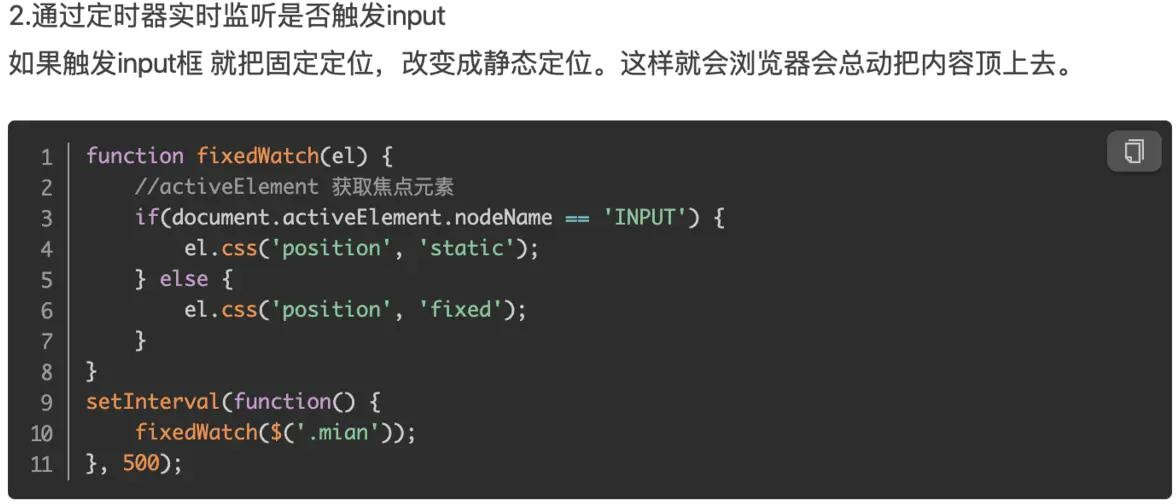 2.通过定时器实时监听是否触发input
如果触发input框 就把固定定位，改变成静态定位。这样就会浏览器会总动把内容顶上去。
1 function fixedWatch(el) {
2 //activeElement 获取焦点元素
3 if(document.activeElement.nodeName == 'INPUT') {
4 el.css('position', 'static');
5 } else {
6 el.css('position', 'fixed');
7 }
8 }
9 setInterval(function() {
10 fixedWatch($('.mian'));
11 }, 500);